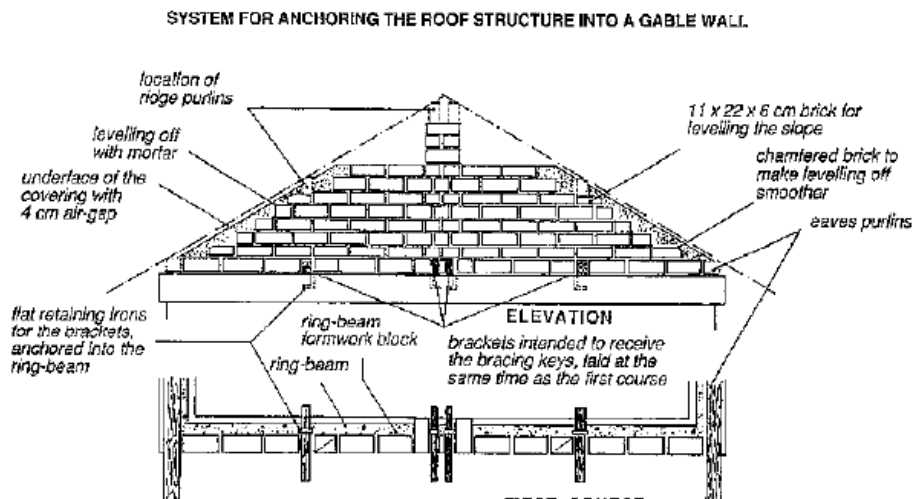 SYSTEM FOR ANCHORING THE ROOF STRUCTURE INTO A GABLE WALL
location of
ridge purlins
levelling off
with mortar
underface of the
covering with
4 cm air-gap
11 x 22 x 6 cm brick for
levelling the slope
chamfered brick to
make levelling off
smoother
eaves purlins
flat retaining irons
for the brackets,
anchored into the
ring-beam
ring-beam
formwork block
ring-beam
ELEVATION
brackets intended to receive
the bracing keys, laid at the
same time as the first course